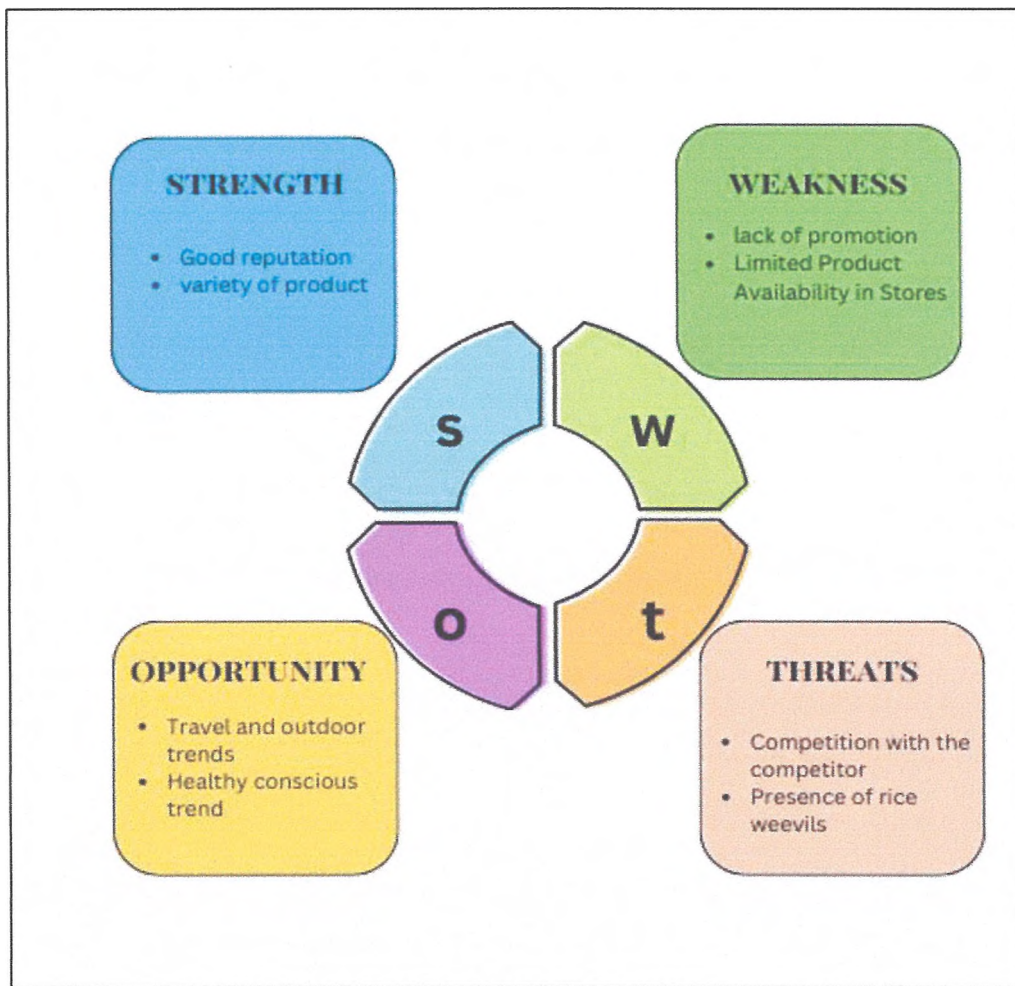 STRENGTH
• Good reputation
• variety of product
WEAKNESS
• lack of promotion
• Limited Product
Availability in Stores
s
w
o
t
OPPORTUNITY
• Travel and outdoor
trends
• Healthy conscious
trend
THREATS
• Competition with the
competitor
• Presence of rice
weevils